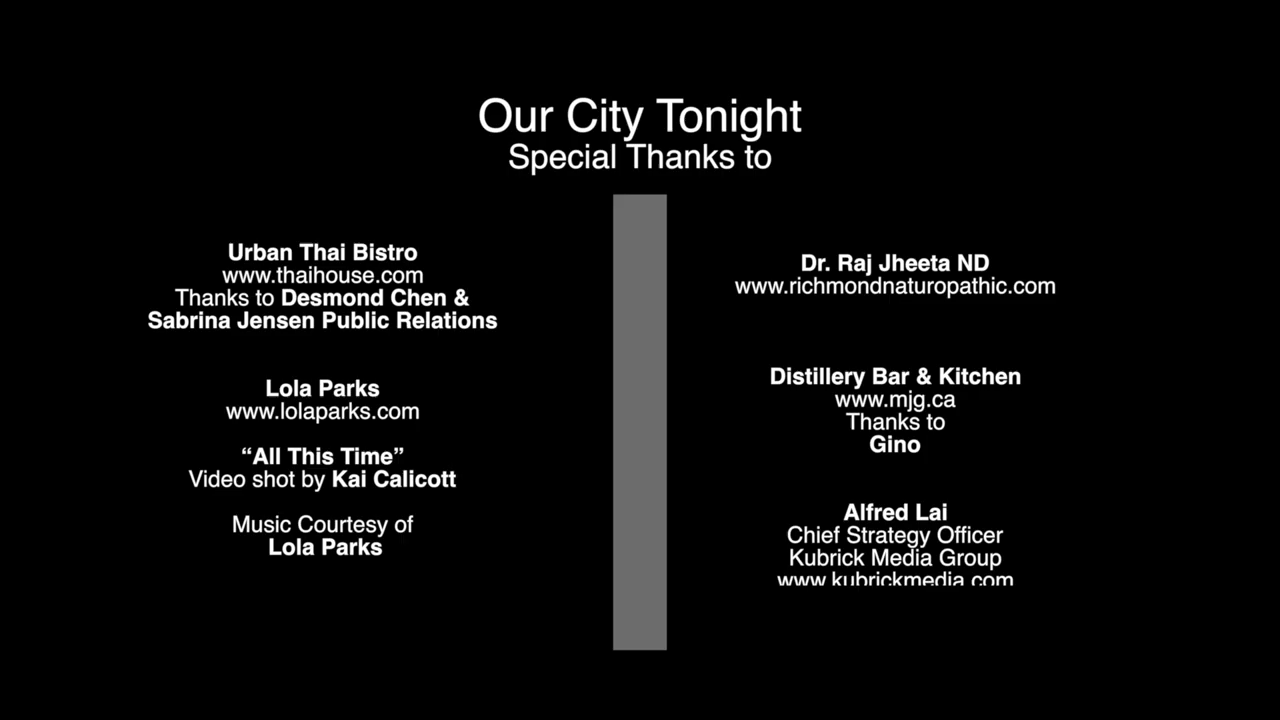 Our City Tonight
Special Thanks to
Urban Thai Bistro
www.thaihouse.com
Thanks to Desmond Chen &
Sabrina Jensen Public Relations
Lola Parks
www.lolaparks.com
“All This Time”
Video shot by Kai Calicott
Music Courtesy of
Lola Parks
Dr. Raj Jheeta ND
www.richmondnaturopathic.com
Distillery Bar & Kitchen
www.mjg.ca
Thanks to
Gino
Alfred Lai
Chief Strategy Officer
Kubrick Media Group
www.kubrickmedia.com